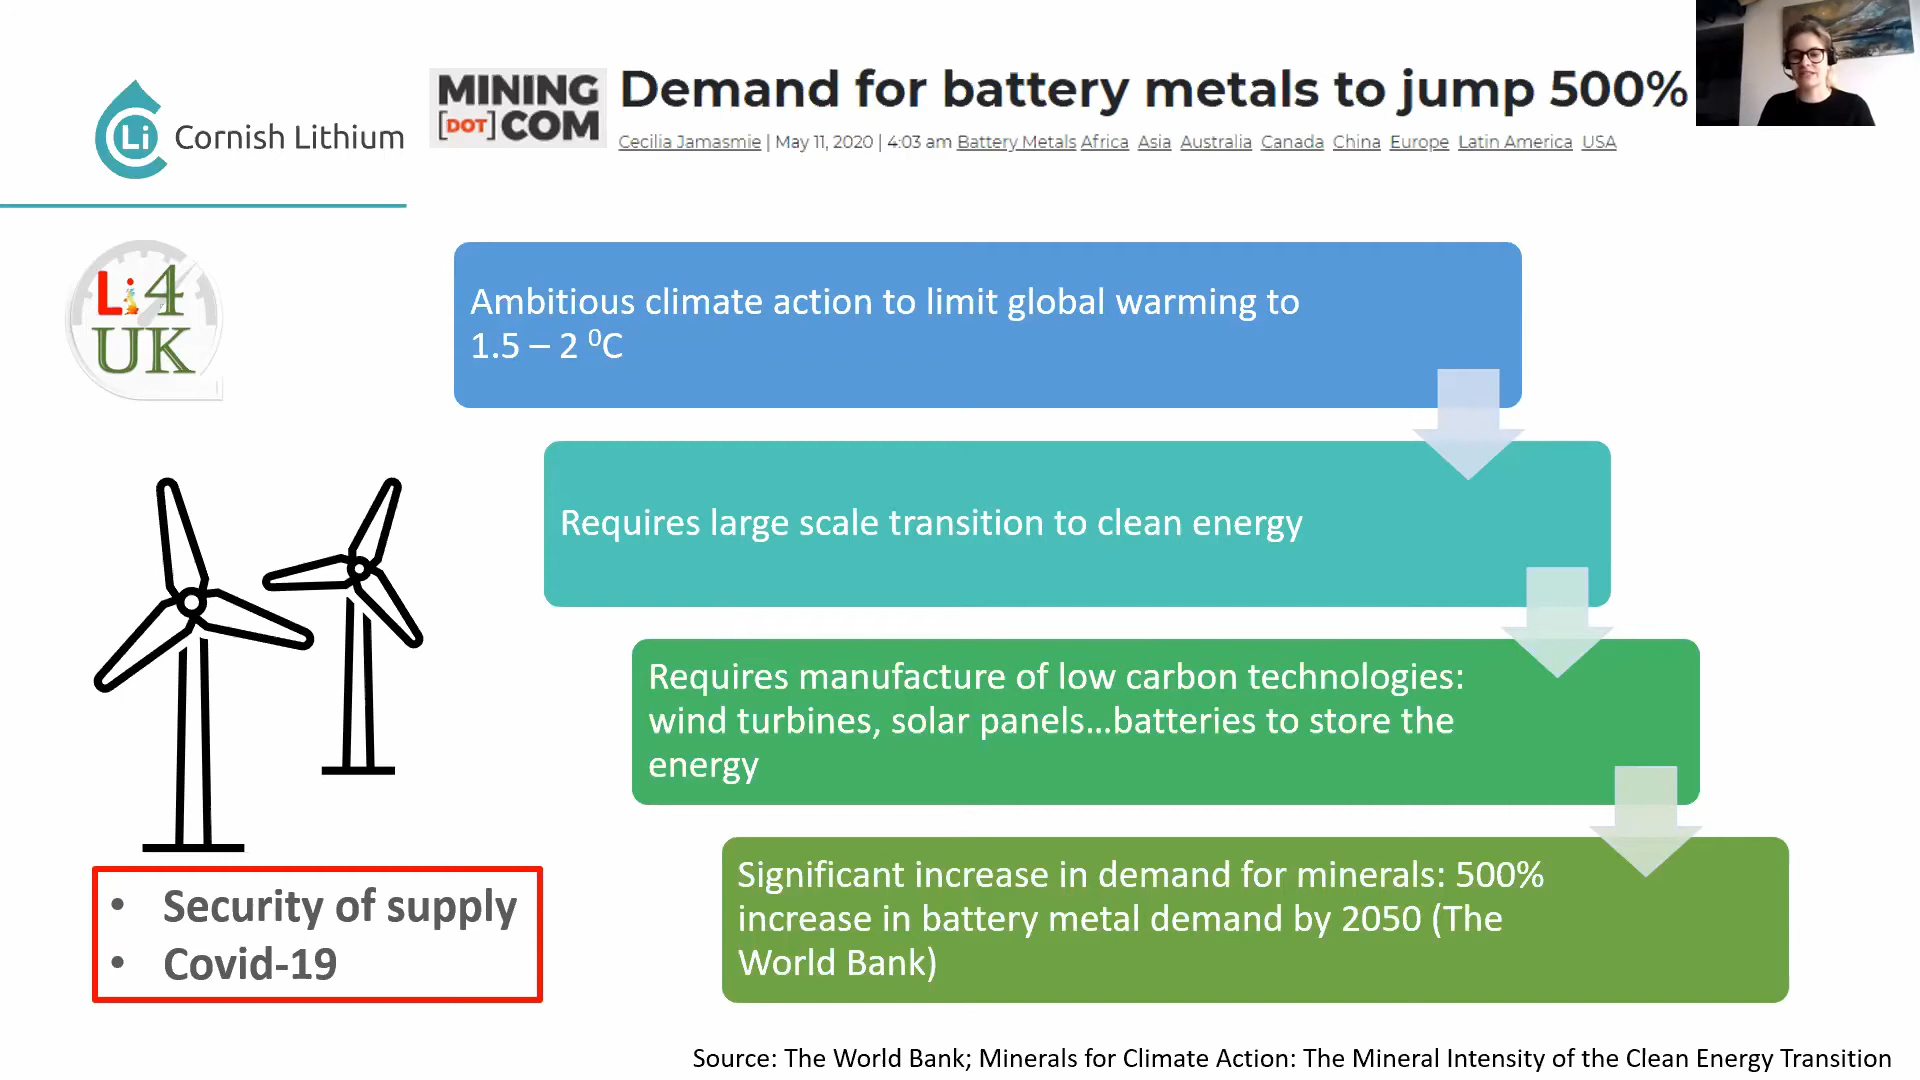 Li
Cornish Lithium
MINING
[DOT]COM
Demand for battery metals to jump 500%
Cecilia Jamasmie | May 11, 2020 | 4:03 am Battery Metals Africa Asia Australia Canada China Europe Latin America USA
Li4
UK
Ambitious climate action to limit global warming to
1.5 – 2 ⁰C
Requires large scale transition to clean energy
Requires manufacture of low carbon technologies:
wind turbines, solar panels…batteries to store the
energy
Significant increase in demand for minerals: 500%
increase in battery metal demand by 2050 (The
World Bank)
• Security of supply
• Covid-19
Source: The World Bank; Minerals for Climate Action: The Mineral Intensity of the Clean Energy Transition